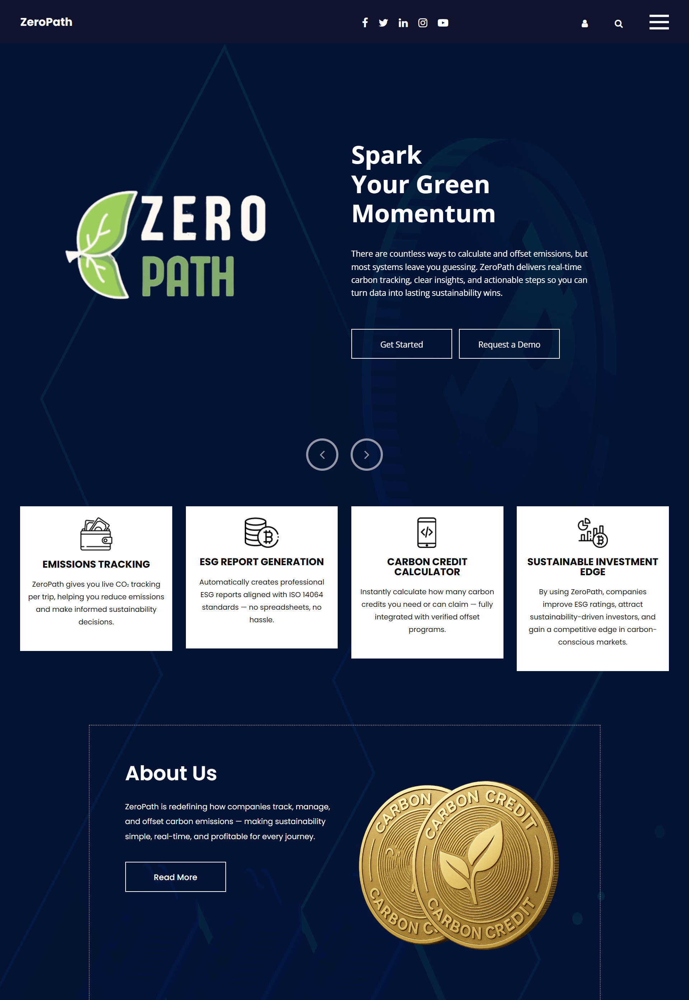 ZeroPath
ZERO
PATH
Spark
Your Green
Momentum
There are countless ways to calculate and offset emissions, but
most systems leave you guessing. ZeroPath delivers real-time
carbon tracking, clear insights, and actionable steps so you can
turn data into lasting sustainability wins.
Get Started
Request a Demo
EMISSIONS TRACKING
ZeroPath gives you live CO₂ tracking
per trip, helping you reduce emissions
and make informed sustainability
decisions.
ESG REPORT GENERATION
Automatically creates professional
ESG reports aligned with ISO 14064
standards — no spreadsheets, no
hassle.
CARBON CREDIT
CALCULATOR
Instantly calculate how many carbon
credits you need or can claim — fully
integrated with verified offset
programs.
SUSTAINABLE INVESTMENT
EDGE
By using ZeroPath, companies
improve ESG ratings, attract
sustainability-driven investors, and
gain a competitive edge in carbon-
conscious markets.
About Us
ZeroPath is redefining how companies track, manage,
and offset carbon emissions — making sustainability
simple, real-time, and profitable for every journey.
Read More
CARBON
CARBON C
CARBON CREDIT
CARBON CREDIT